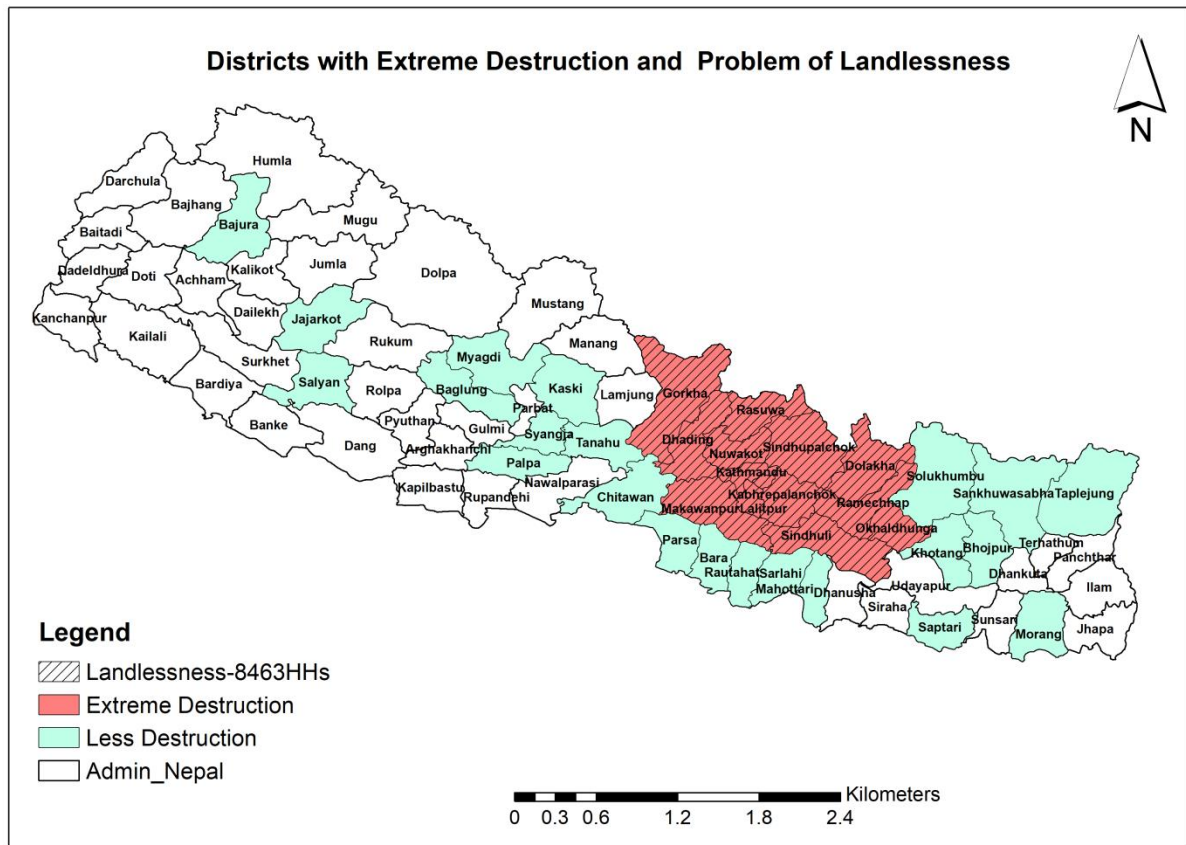 Districts with Extreme Destruction and Problem of Landlessness
N
Humla
Darchula
Bajhang
Mugu
Bajura
Baitadi
Jumla
Dadeldhura
Doti
Achham
Kalikot
Dolpa
Mustang
Kanchanpur
Dailekh
Jajarkot
Kailali
Rukum
Manang
Myagdi
Surkhet
Salyan
Rolpa
Baglung
Kaski
Lamjung
Gorkha
Bardiya
Parbat
Rasuwa
Banke
Pyuthan
Gulmi
Syangja
Tanahu
Dhading
Sindhupalchok
Dang
Arghakhanchi
Nuwakot
Palpa
Kathmandu
Dolakha
Solukhumbu
Kapilbastu
Rupandehi
Nawalparasi
Chitawan
Kabhrepalanchok
Ramechhap
Sankhuwasabha
Taplejung
Makawanpur
Lalitpur
Okhaldhunga
Sindhuli
Parsa
Bara
Khotang
Bhojpur
Terhathum
Panchthar
Rautahat
Sarlahi
Mahottari
Dhanusha
Udayapur
Dhankuta
Ilam
Siraha
Saptari
Sunsari
Morang
Jhapa
Legend
Landlessness-8463HHs
Extreme Destruction
Less Destruction
Admin_Nepal
Kilometers
0 0.3 0.6 1.2 1.8 2.4